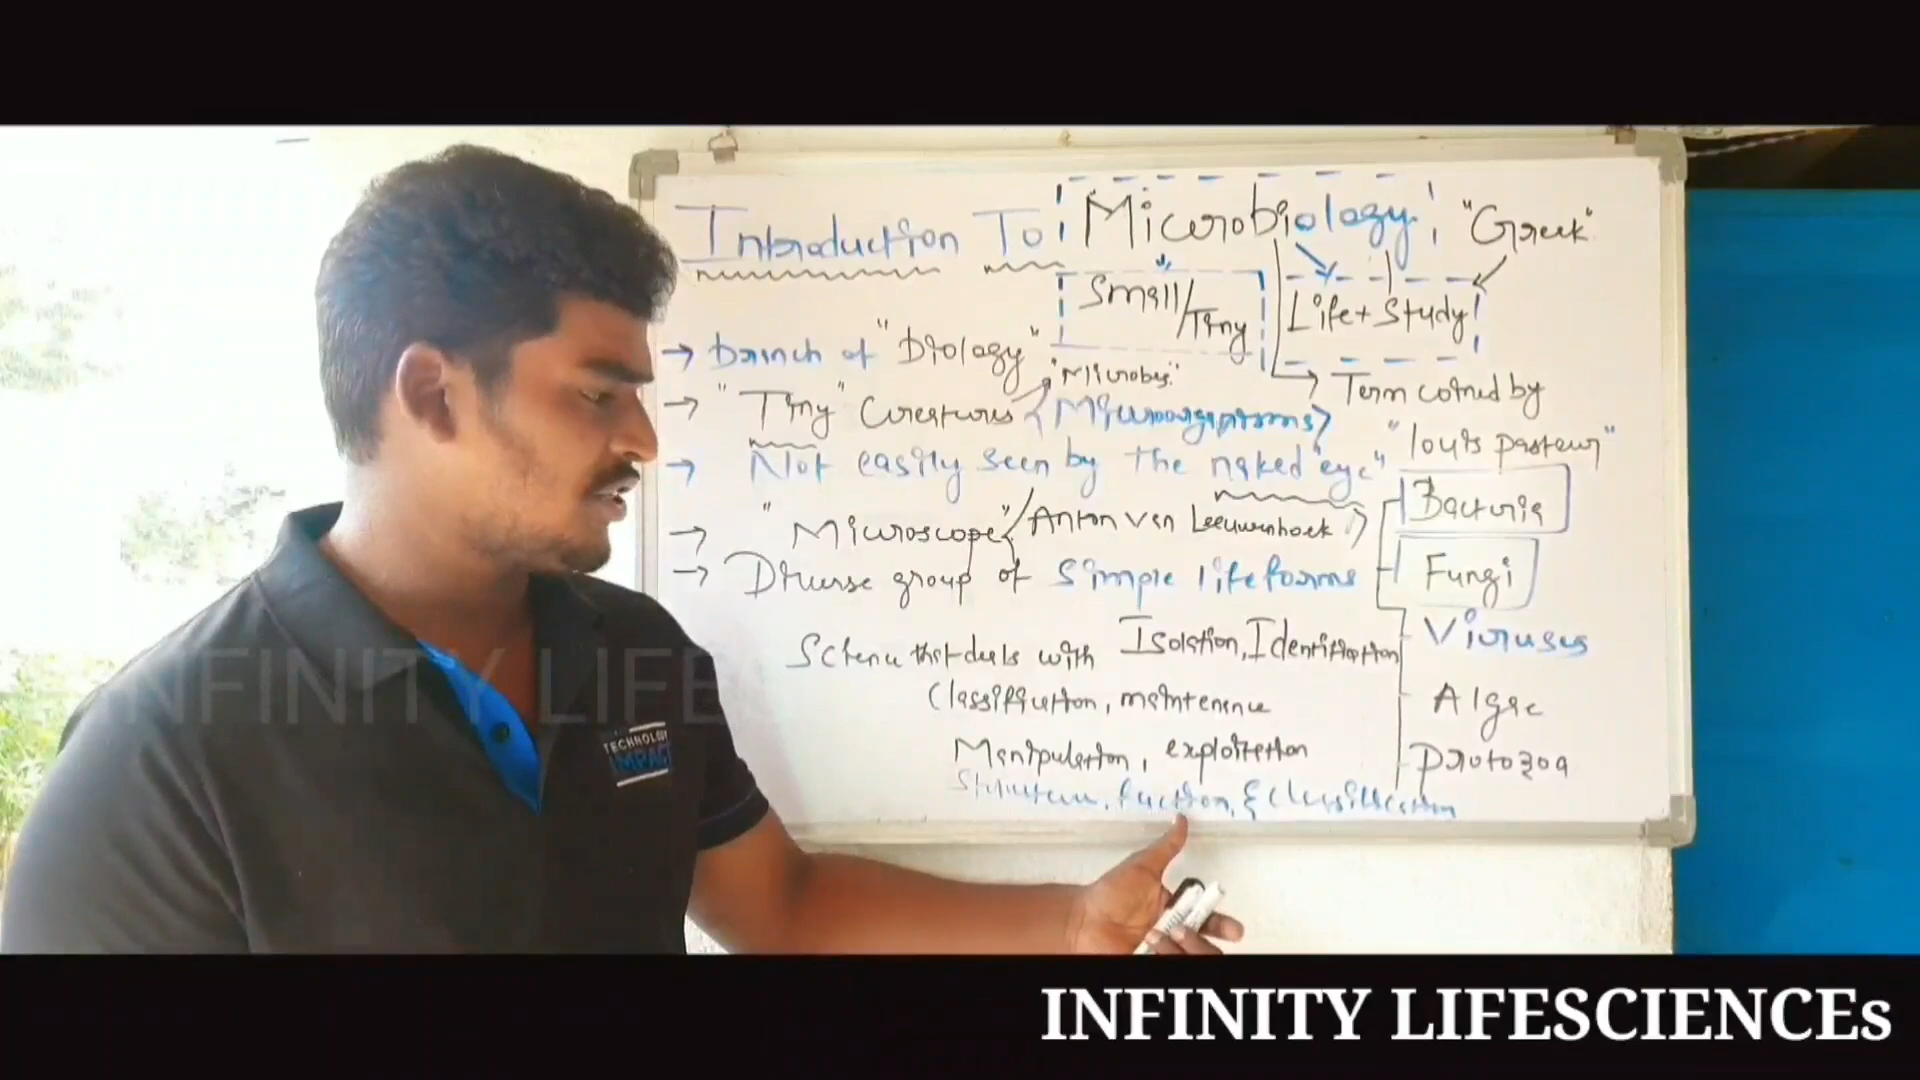 Introduction To Microbiology "Greek"
Small/Tiny
Life + Study
→ branch of "Biology"
"Microbes"
Term coined by
→ "Tiny" Creatures {Microorganisms}
"louis pasteur"
→ Not easily seen by the naked "eye"
→ "Microscope" {Anton Van Leeuwenhoek}
Bacteria
→ Diverse group of simple lifeforms
Fungi
Science that deals with Isolation, Identification
Viruses
Classification, maintenence
Algae
Manipulation, exploitation
Protozoa
Structure, function, & classification
INFINITY LIFES
TECHNOLOGY
IMPACT
INFINITY LIFESCIENCEs